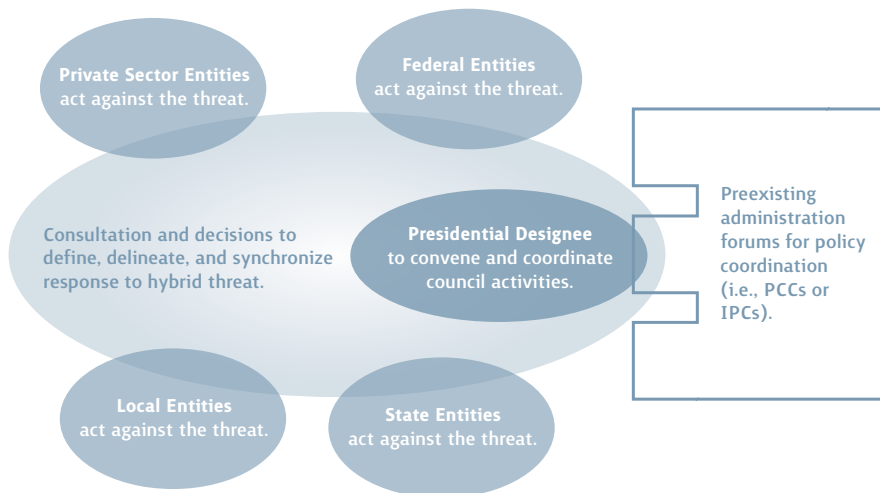 Private Sector Entities
act against the threat.
Federal Entities
act against the threat.
Consultation and decisions to
define, delineate, and synchronize
response to hybrid threat.
Presidential Designee
to convene and coordinate
council activities.
Preexisting
administration
forums for policy
coordination
(i.e., PCCs or
IPCs).
Local Entities
act against the threat.
State Entities
act against the threat.